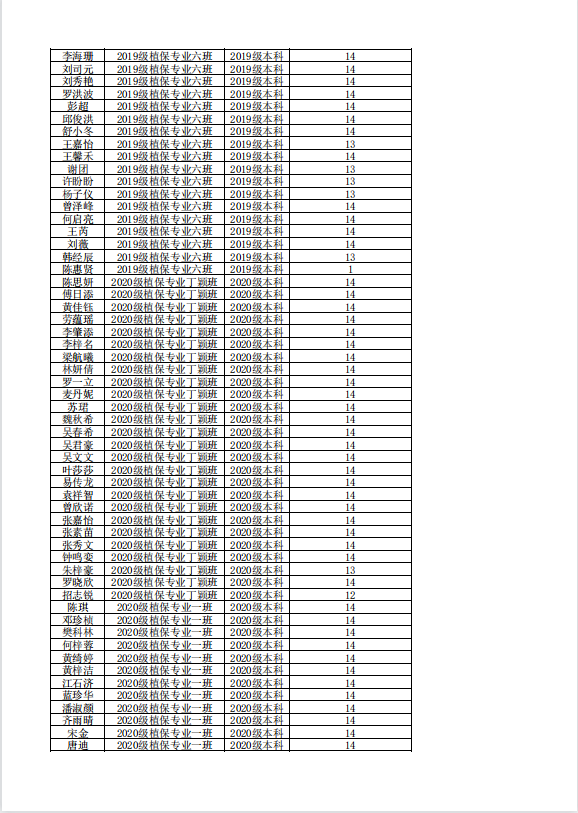 李海珊 2019级植保专业六班 2019级本科 14
刘司元 2019级植保专业六班 2019级本科 14
刘秀艳 2019级植保专业六班 2019级本科 14
罗洪波 2019级植保专业六班 2019级本科 14
彭超 2019级植保专业六班 2019级本科 14
邱俊洪 2019级植保专业六班 2019级本科 14
舒小冬 2019级植保专业六班 2019级本科 14
王嘉怡 2019级植保专业六班 2019级本科 13
王馨禾 2019级植保专业六班 2019级本科 14
谢团 2019级植保专业六班 2019级本科 13
许盼盼 2019级植保专业六班 2019级本科 13
杨子仪 2019级植保专业六班 2019级本科 13
曾泽峰 2019级植保专业六班 2019级本科 14
何启亮 2019级植保专业六班 2019级本科 14
王芮 2019级植保专业六班 2019级本科 14
刘薇 2019级植保专业六班 2019级本科 14
韩经辰 2019级植保专业六班 2019级本科 13
陈惠贤 2019级植保专业六班 2019级本科 1
陈思妍 2020级植保专业丁颖班 2020级本科 14
傅日添 2020级植保专业丁颖班 2020级本科 14
黄佳钰 2020级植保专业丁颖班 2020级本科 14
劳蕴瑶 2020级植保专业丁颖班 2020级本科 14
李肇添 2020级植保专业丁颖班 2020级本科 14
李梓名 2020级植保专业丁颖班 2020级本科 14
梁航曦 2020级植保专业丁颖班 2020级本科 14
林妍倩 2020级植保专业丁颖班 2020级本科 14
罗一立 2020级植保专业丁颖班 2020级本科 14
麦丹妮 2020级植保专业丁颖班 2020级本科 14
苏珺 2020级植保专业丁颖班 2020级本科 14
魏秋希 2020级植保专业丁颖班 2020级本科 14
吴春希 2020级植保专业丁颖班 2020级本科 14
吴君豪 2020级植保专业丁颖班 2020级本科 14
吴文文 2020级植保专业丁颖班 2020级本科 14
叶莎莎 2020级植保专业丁颖班 2020级本科 14
易传龙 2020级植保专业丁颖班 2020级本科 14
袁祥智 2020级植保专业丁颖班 2020级本科 14
曾欣诺 2020级植保专业丁颖班 2020级本科 14
张嘉怡 2020级植保专业丁颖班 2020级本科 14
张素苗 2020级植保专业丁颖班 2020级本科 14
张秀文 2020级植保专业丁颖班 2020级本科 14
钟鸣銮 2020级植保专业丁颖班 2020级本科 14
朱梓豪 2020级植保专业丁颖班 2020级本科 13
罗晓欣 2020级植保专业丁颖班 2020级本科 14
招志锐 2020级植保专业丁颖班 2020级本科 12
陈琪 2020级植保专业一班 2020级本科 14
邓珍桢 2020级植保专业一班 2020级本科 14
樊科林 2020级植保专业一班 2020级本科 14
何梓蓉 2020级植保专业一班 2020级本科 14
黄绮婷 2020级植保专业一班 2020级本科 14
黄梓洁 2020级植保专业一班 2020级本科 14
江石济 2020级植保专业一班 2020级本科 14
蓝珍华 2020级植保专业一班 2020级本科 14
潘淑颜 2020级植保专业一班 2020级本科 14
齐雨晴 2020级植保专业一班 2020级本科 14
宋金 2020级植保专业一班 2020级本科 14
唐迪 2020级植保专业一班 2020级本科 14